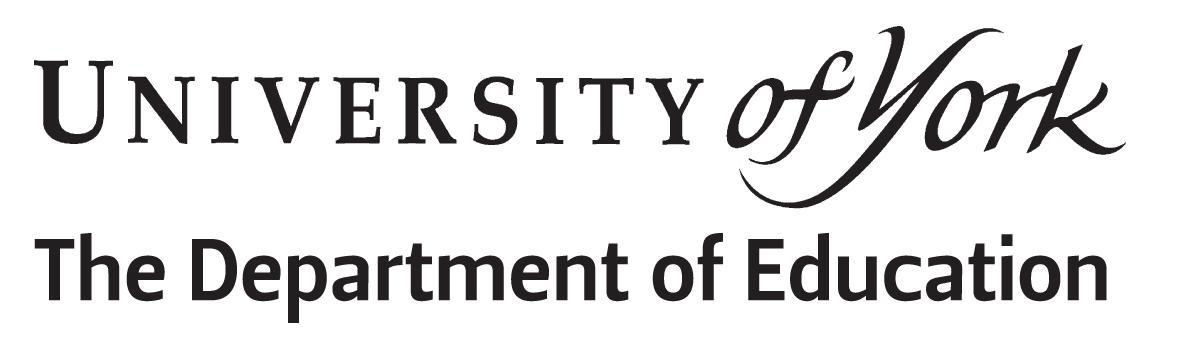 UNIVERSITY of York
The Department of Education